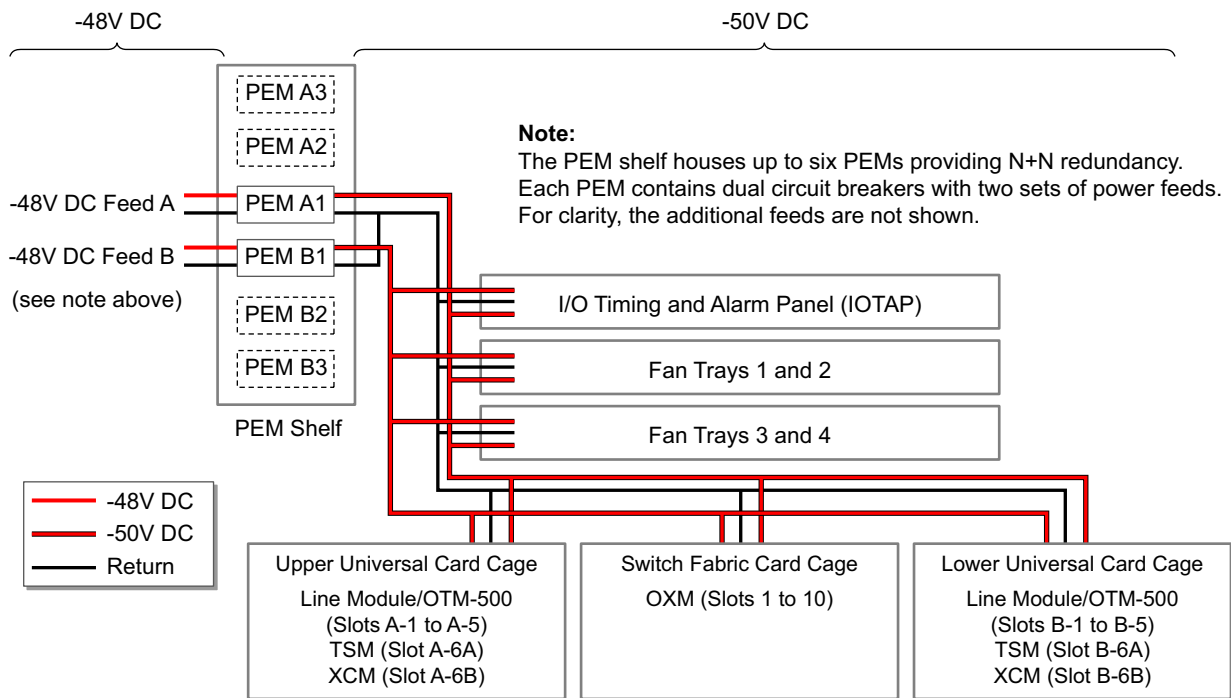 -48V DC
-50V DC
PEM A3
PEM A2
PEM A1
PEM B1
PEM B2
PEM B3
PEM Shelf
-48V DC Feed A
-48V DC Feed B
(see note above)
Note:
The PEM shelf houses up to six PEMs providing N+N redundancy.
Each PEM contains dual circuit breakers with two sets of power feeds.
For clarity, the additional feeds are not shown.
I/O Timing and Alarm Panel (IOTAP)
Fan Trays 1 and 2
Fan Trays 3 and 4
-48V DC
-50V DC
Return
Upper Universal Card Cage
Line Module/OTM-500
(Slots A-1 to A-5)
TSM (Slot A-6A)
XCM (Slot A-6B)
Switch Fabric Card Cage
OXM (Slots 1 to 10)
Lower Universal Card Cage
Line Module/OTM-500
(Slots B-1 to B-5)
TSM (Slot B-6A)
XCM (Slot B-6B)